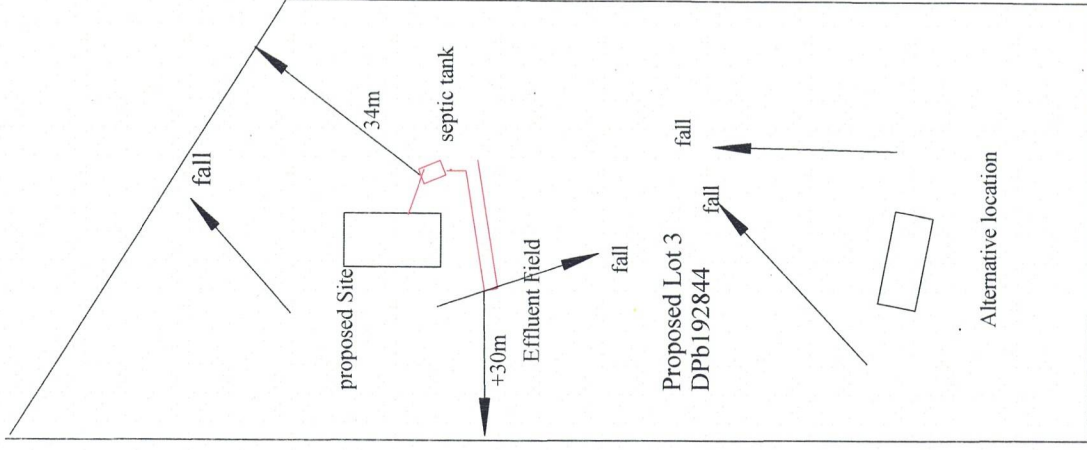 fall
34m
septic tank
proposed Site
+30m
Effluent Field
fall
Proposed Lot 3
DPb192844
fall
fall
Alternative location